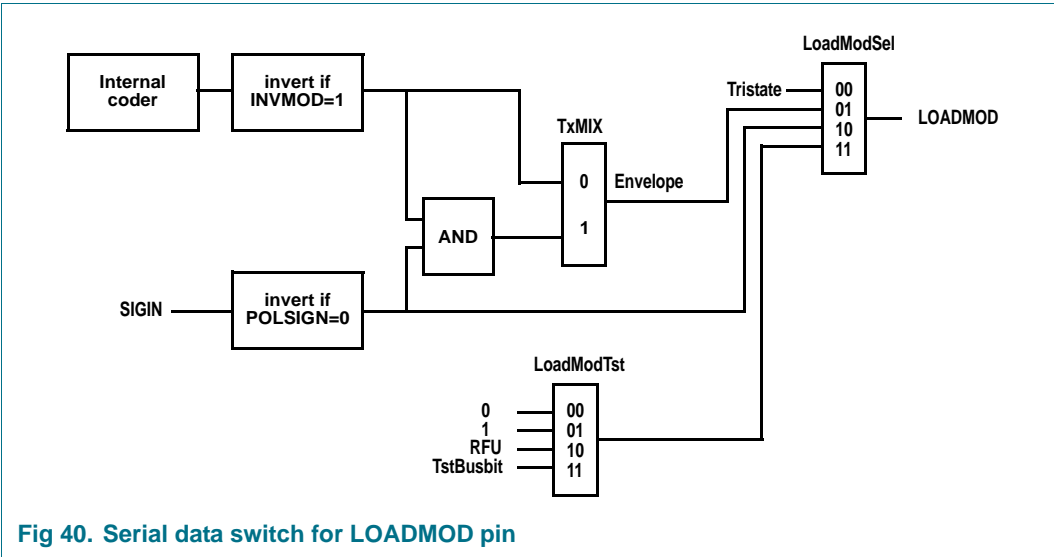 LoadModSel
Internal
coder
invert if
INVMOD=1
Tristate
00
01
10
11
LOADMOD
TxMIX
0
1
Envelope
AND
SIGIN
invert if
POLSIGN=0
LoadModTst
0
1
RFU
TstBusbit
00
01
10
11
Fig 40. Serial data switch for LOADMOD pin